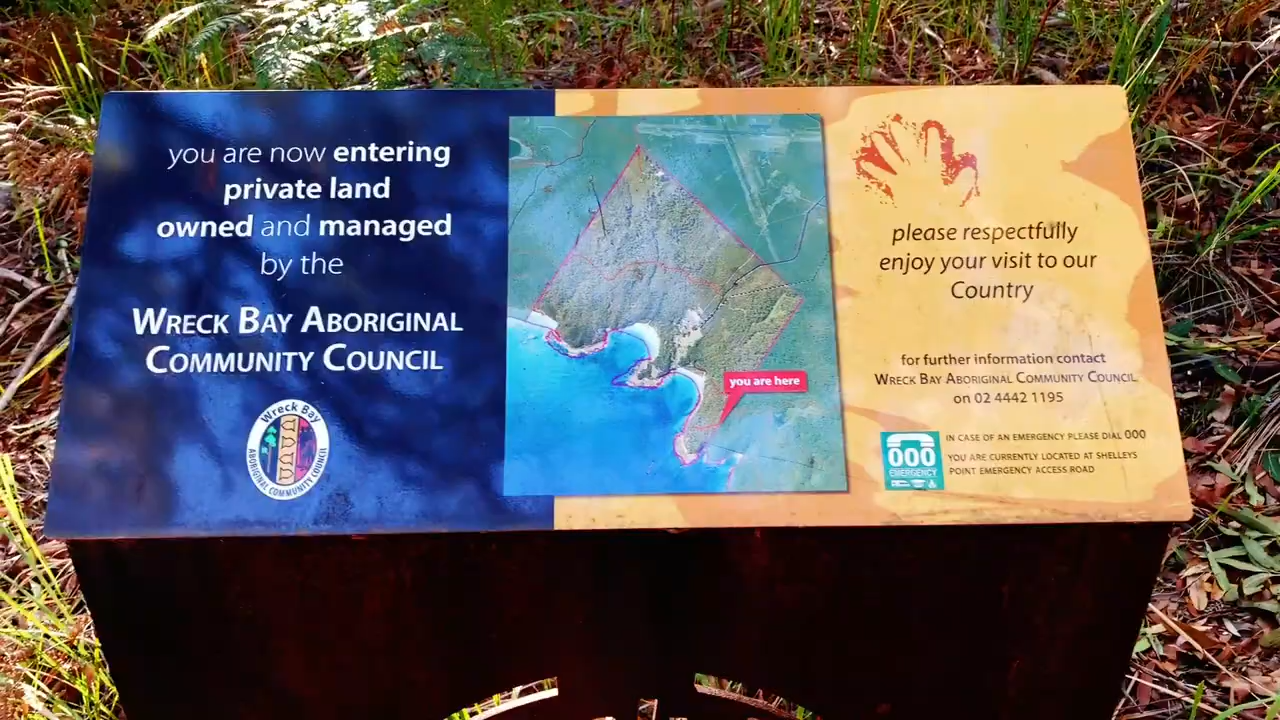 you are now entering
private land
owned and managed
by the
WRECK BAY ABORIGINAL
COMMUNITY COUNCIL
Wreck Bay
ABORIGINAL COMMUNITY COUNCIL
you are here
please respectfully
enjoy your visit to our
Country
for further information contact
WRECK BAY ABORIGINAL COMMUNITY COUNCIL
on 02 4442 1195
000
EMERGENCY
IN CASE OF AN EMERGENCY PLEASE DIAL 000
YOU ARE CURRENTLY LOCATED AT SHELLEYS
POINT EMERGENCY ACCESS ROAD